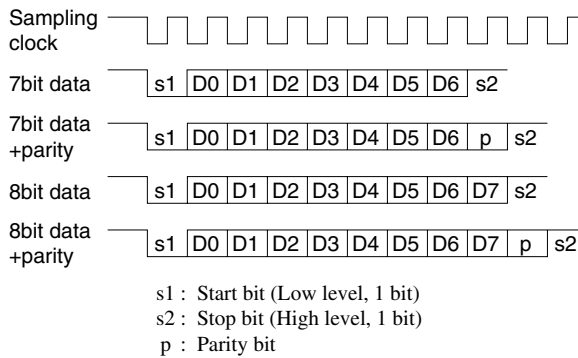 Sampling
clock
7bit data
s1 D0 D1 D2 D3 D4 D5 D6 s2
7bit data
+parity
s1 D0 D1 D2 D3 D4 D5 D6 p s2
8bit data
s1 D0 D1 D2 D3 D4 D5 D6 D7 s2
8bit data
+parity
s1 D0 D1 D2 D3 D4 D5 D6 D7 p s2
s1 : Start bit (Low level, 1 bit)
s2 : Stop bit (High level, 1 bit)
p : Parity bit